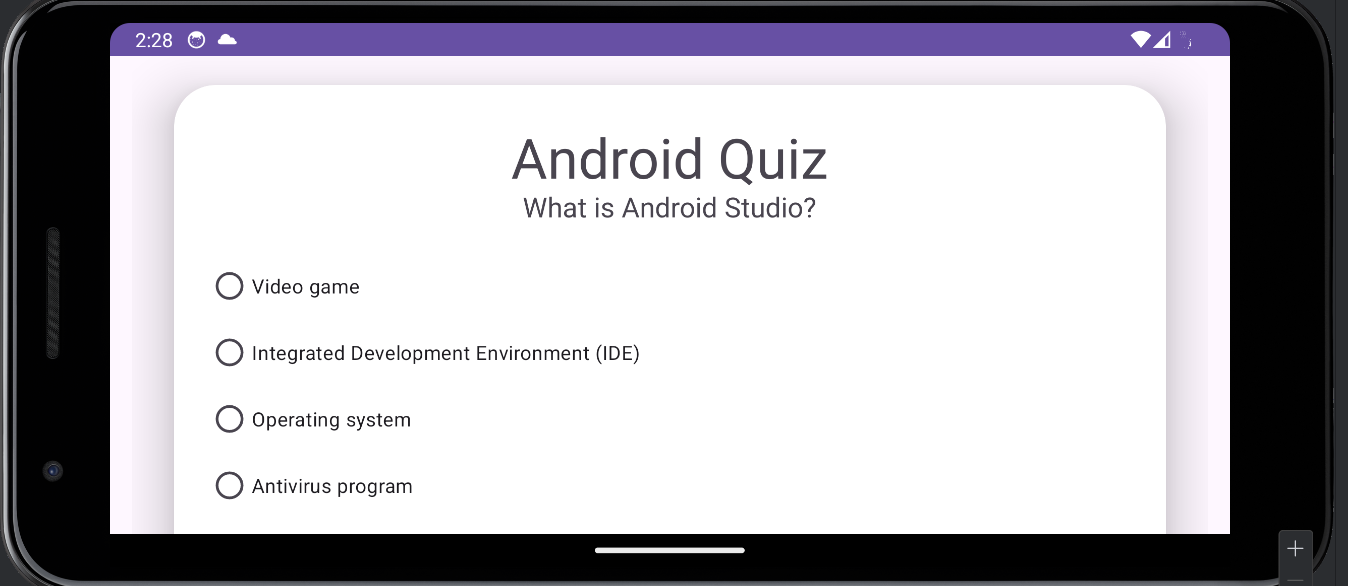 2:28
Android Quiz
What is Android Studio?
Video game
Integrated Development Environment (IDE)
Operating system
Antivirus program